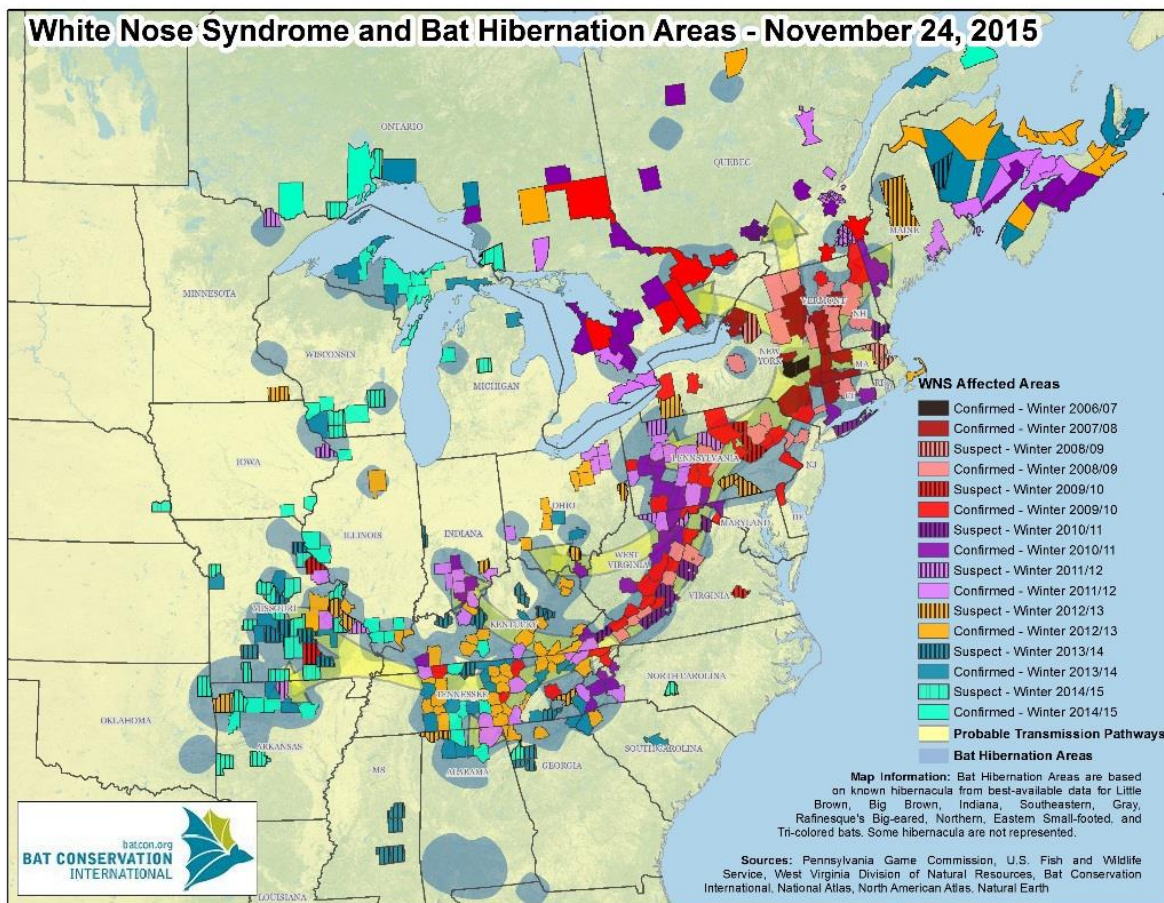 White Nose Syndrome and Bat Hibernation Areas - November 24, 2015
ONTARIO
QUEBEC
MAINE
MINNESOTA
VERMONT
NH
WISCONSIN
MICHIGAN
NEW
YORK
MA
CT
RI
IOWA
PENNSYLVANIA
NJ
OHIO
MARYLAND
DE
ILLINOIS
INDIANA
WEST
VIRGINIA
VIRGINIA
MISSOURI
KENTUCKY
NORTH CAROLINA
TENNESSEE
OKLAHOMA
ARKANSAS
SOUTH CAROLINA
MS
ALABAMA
GEORGIA
LOUISIANA
WNS Affected Areas
Confirmed - Winter 2006/07
Confirmed - Winter 2007/08
Suspect - Winter 2008/09
Confirmed - Winter 2008/09
Suspect - Winter 2009/10
Confirmed - Winter 2009/10
Suspect - Winter 2010/11
Confirmed - Winter 2010/11
Suspect - Winter 2011/12
Confirmed - Winter 2011/12
Suspect - Winter 2012/13
Confirmed - Winter 2012/13
Suspect - Winter 2013/14
Confirmed - Winter 2013/14
Suspect - Winter 2014/15
Confirmed - Winter 2014/15
Probable Transmission Pathways
Bat Hibernation Areas
Map Information: Bat Hibernation Areas are based
on known hibernacula from best-available data for Little
Brown, Big Brown, Indiana, Southeastern, Gray,
Rafinesque's Big-eared, Northern, Eastern Small-footed, and
Tri-colored bats. Some hibernacula are not represented.
Sources: Pennsylvania Game Commission, U.S. Fish and Wildlife
Service, West Virginia Division of Natural Resources, Bat Conservation
International, National Atlas, North American Atlas, Natural Earth
batcon.org
BAT CONSERVATION
INTERNATIONAL